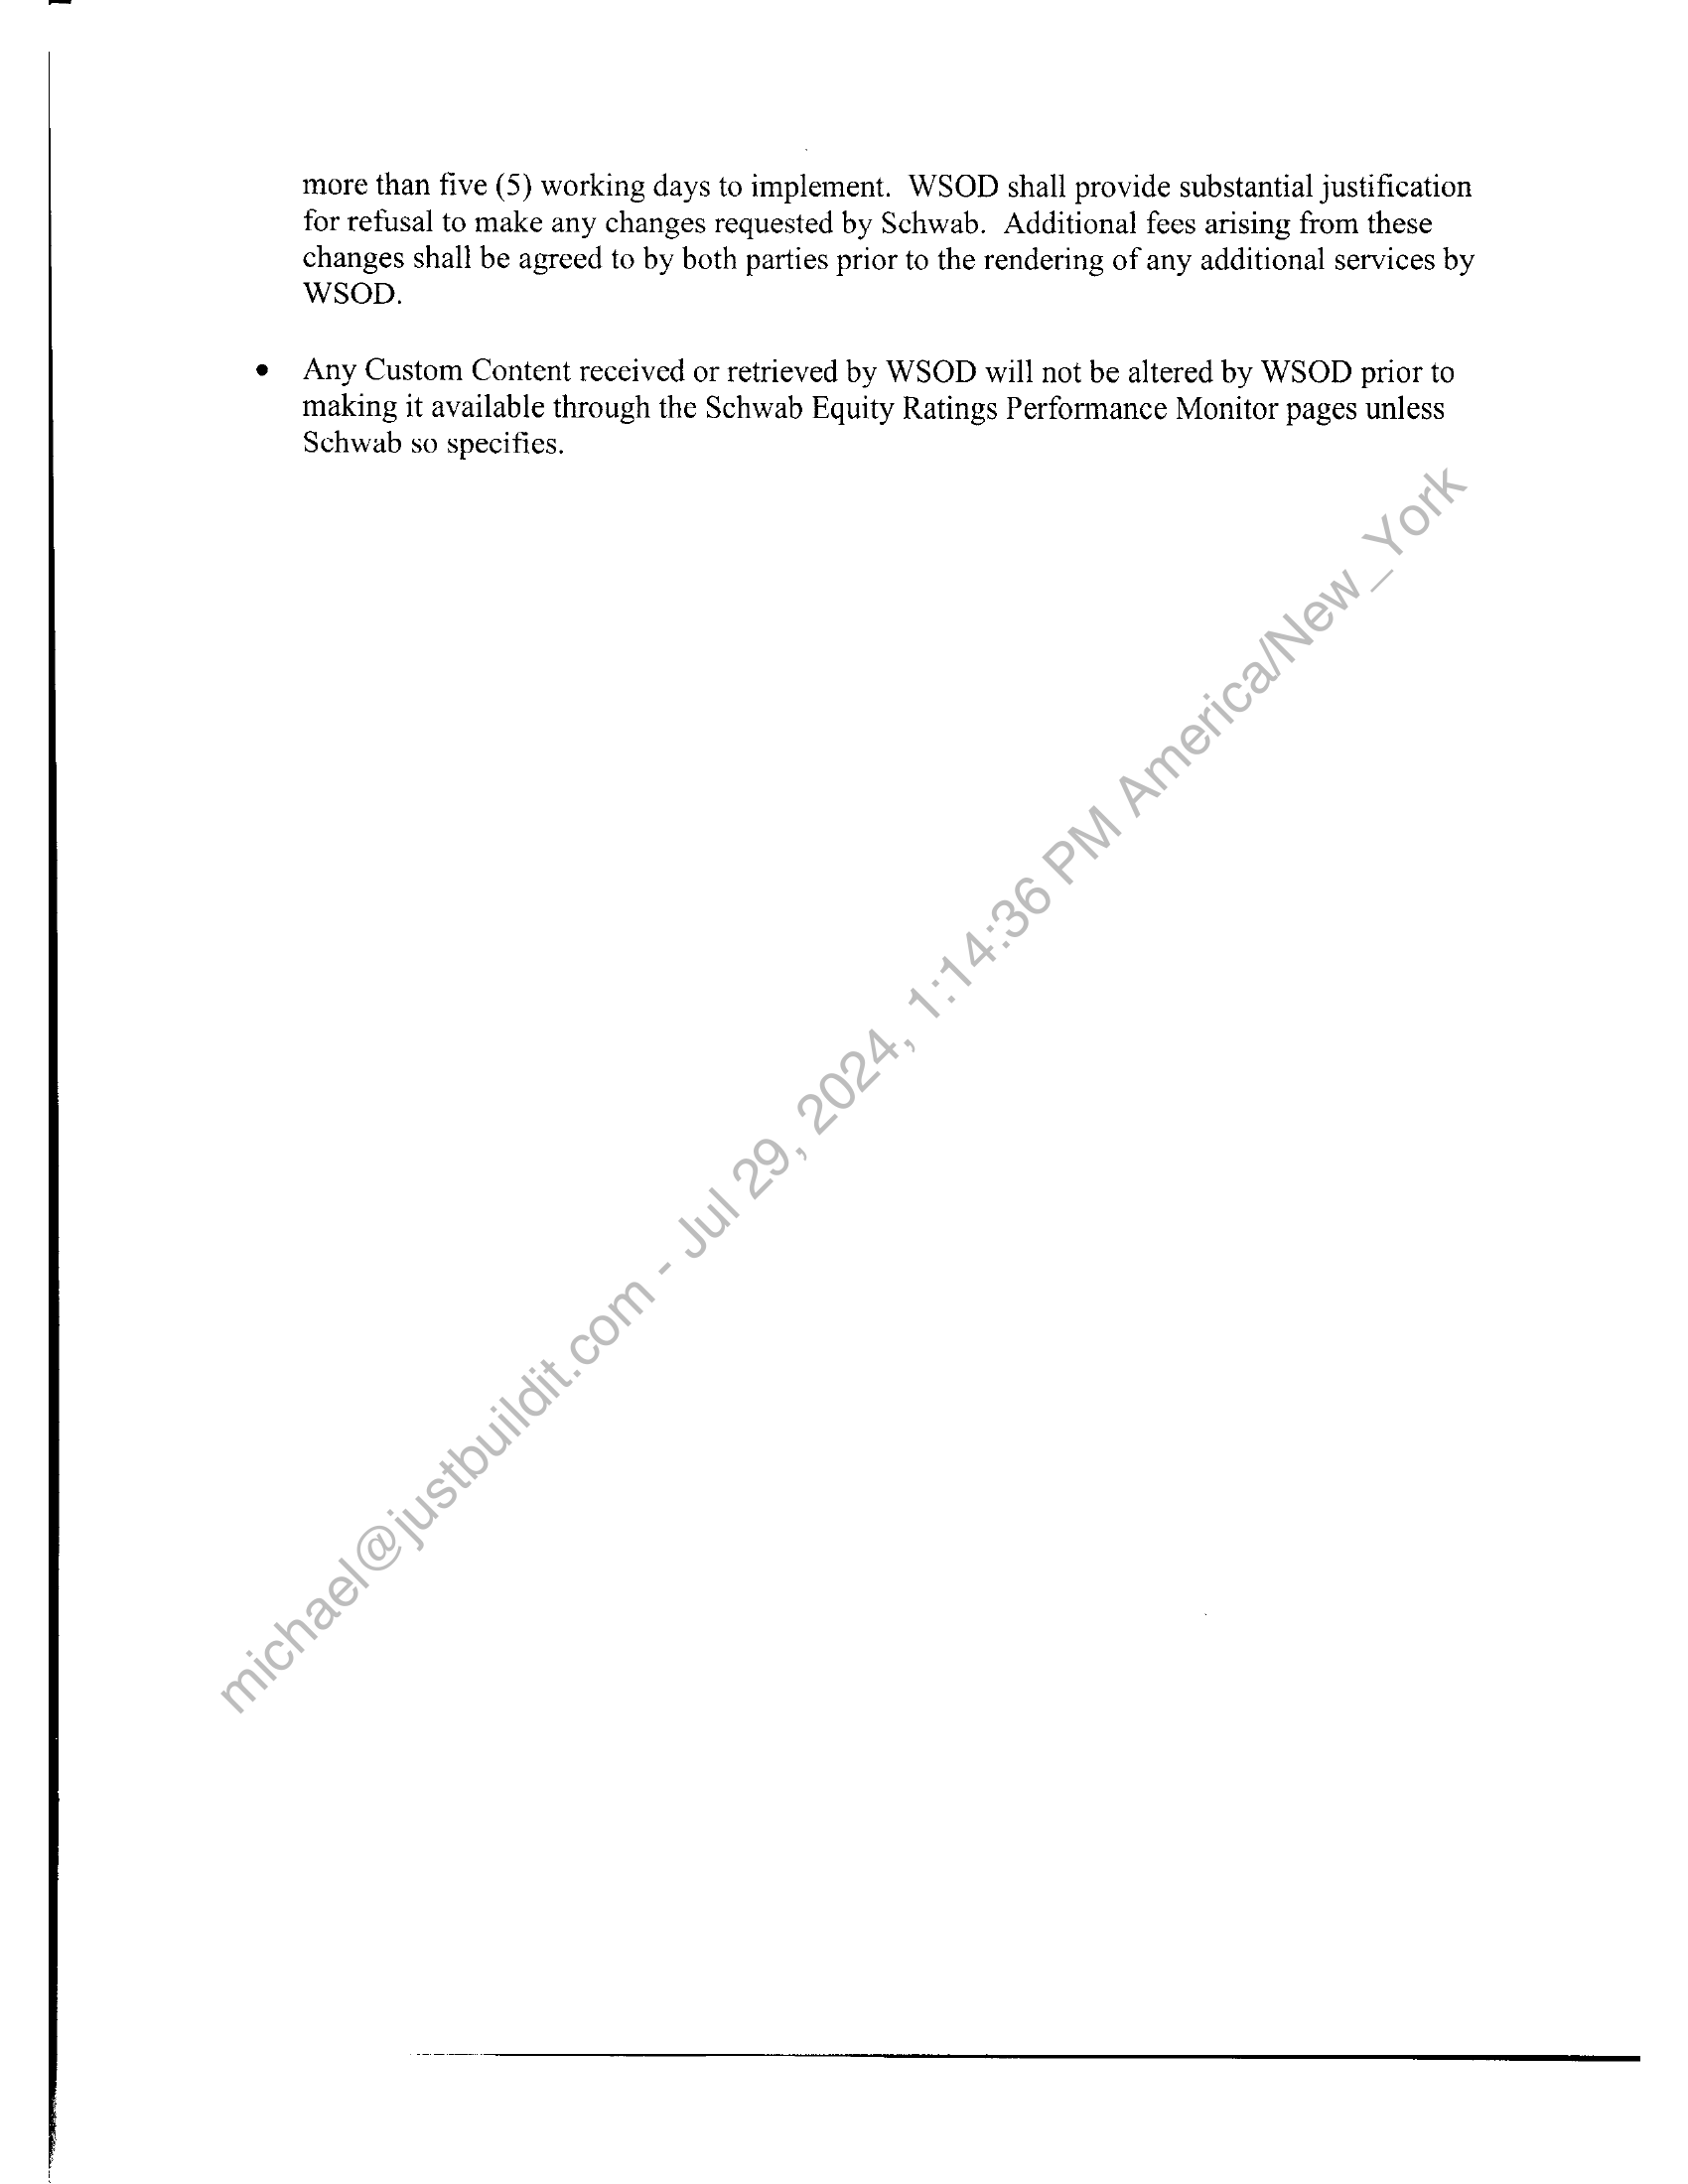 more than five (5) working days to implement.  WSOD shall provide substantial justification
for refusal to make any changes requested by Schwab.  Additional fees arising from these
changes shall be agreed to by both parties prior to the rendering of any additional services by
WSOD.
• Any Custom Content received or retrieved by WSOD will not be altered by WSOD prior to
making it available through the Schwab Equity Ratings Performance Monitor pages unless
Schwab so specifies.
michael@justbuildit.com - Jul 29, 2024, 1:14:36 PM America/New_York